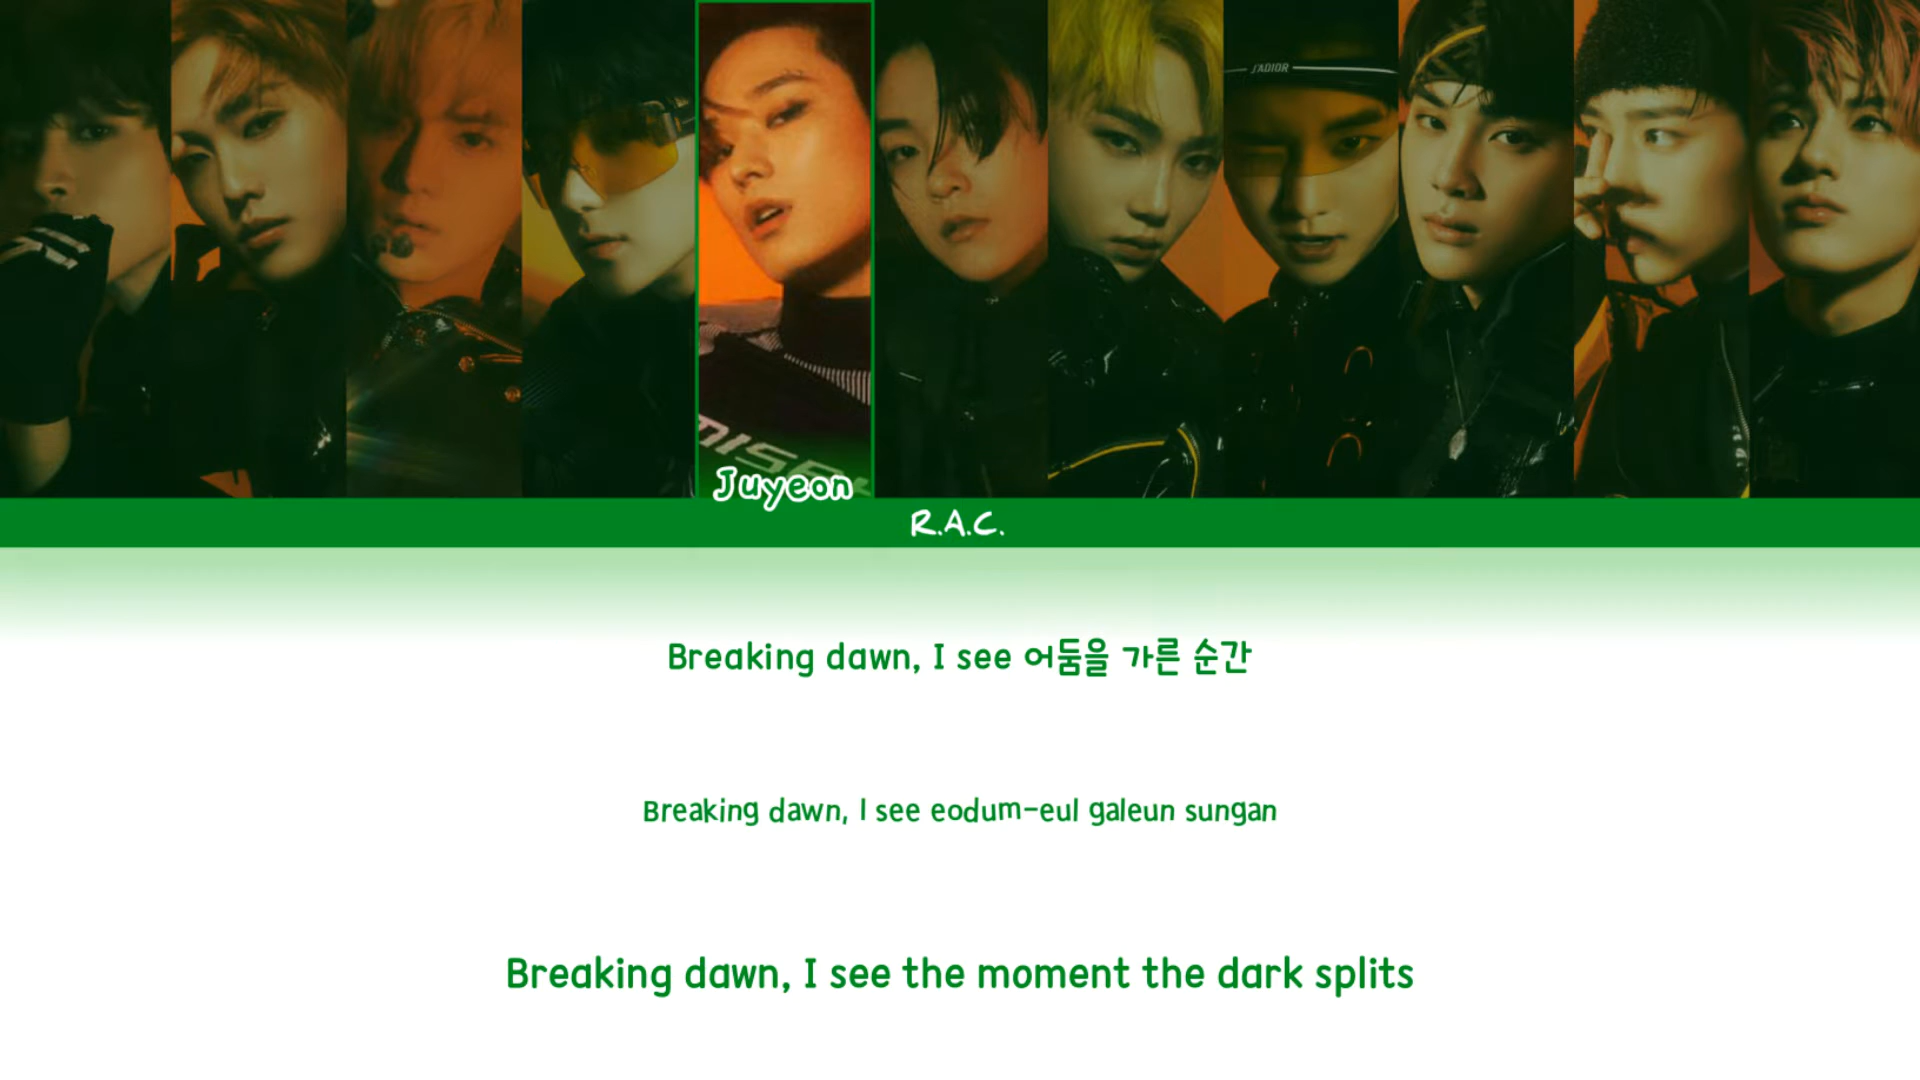 J'ADIOR
Juyeon
R.A.C.
Breaking dawn, I see 어둠을 가른 순간
Breaking dawn, I see eodum-eul galeun sungan
Breaking dawn, I see the moment the dark splits